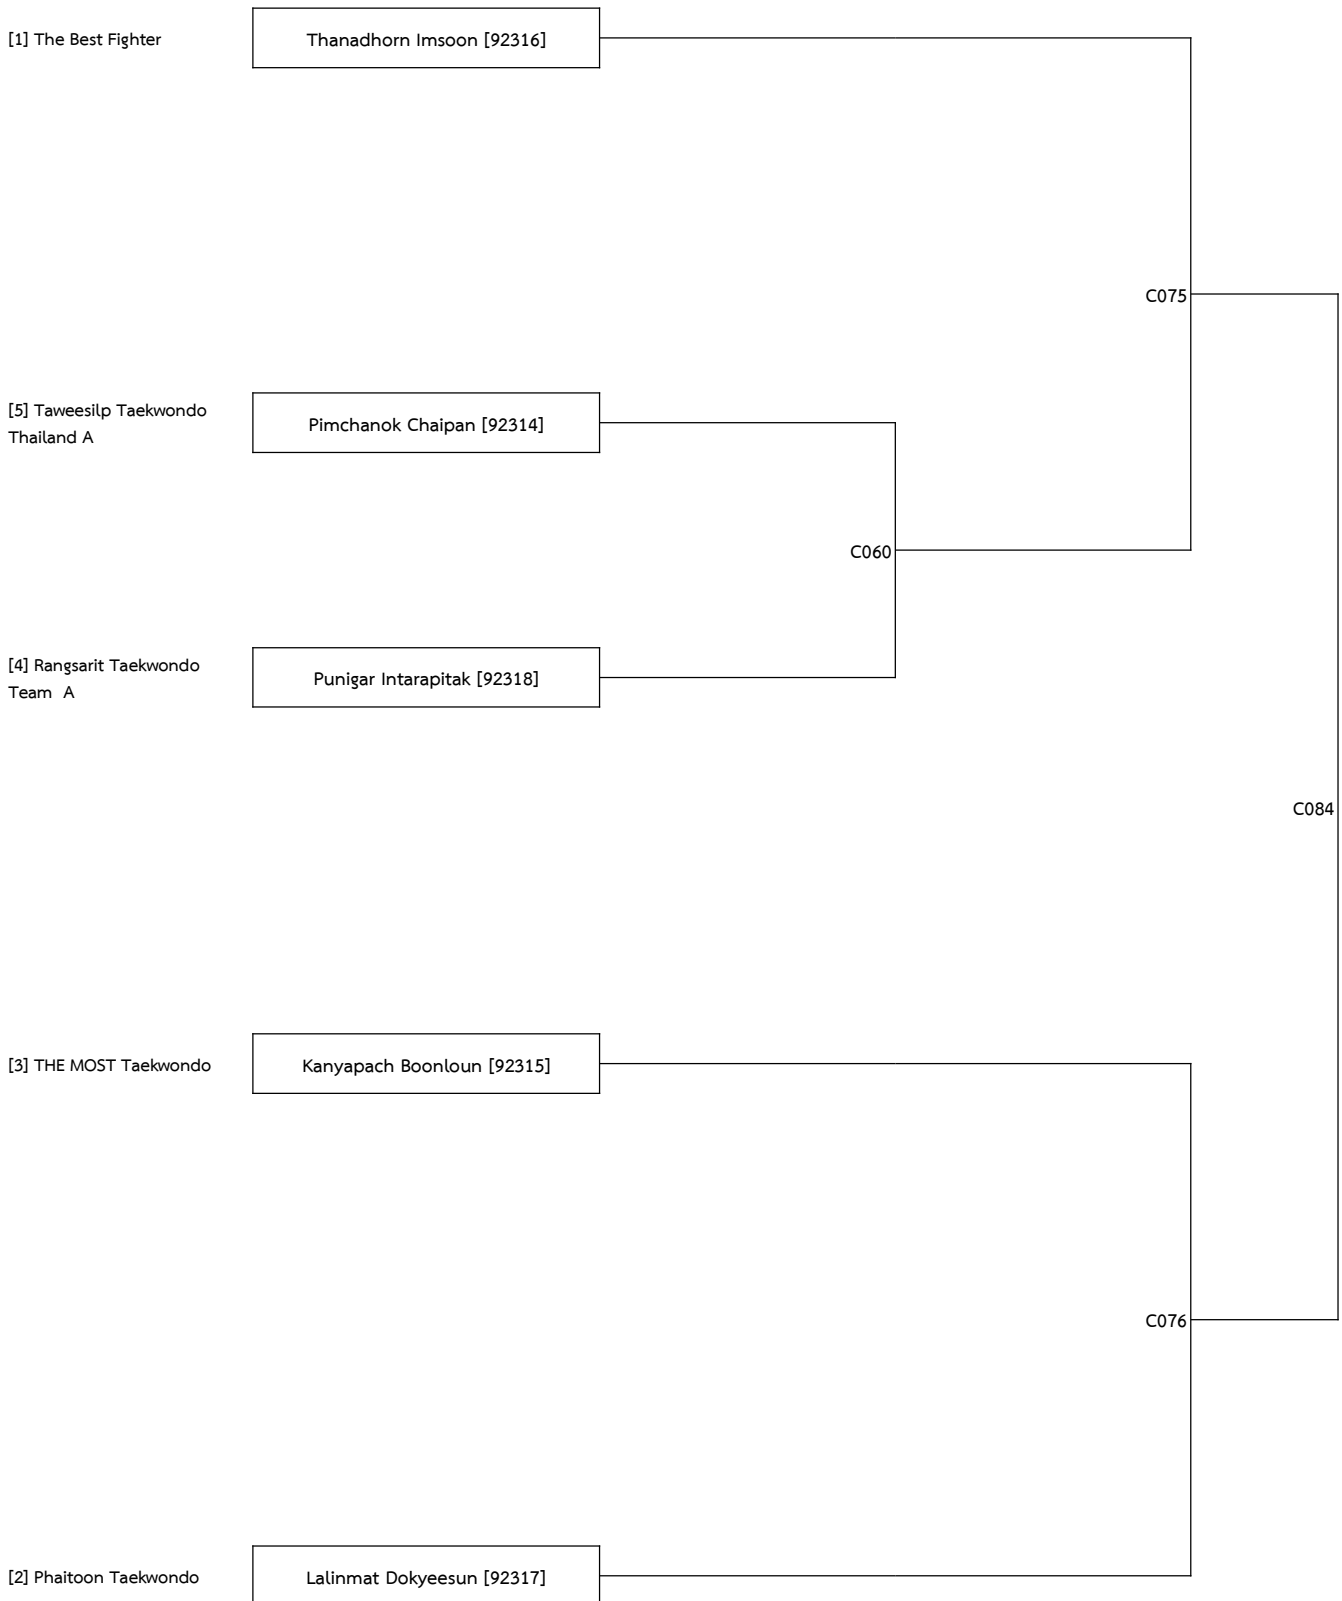 [1] The Best Fighter
Thanadhorn Imsoon [92316]
C075
[5] Taweesilp Taekwondo
Thailand A
Pimchanok Chaipan [92314]
C060
[4] Rangsarit Taekwondo
Team  A
Punigar Intarapitak [92318]
C084
[3] THE MOST Taekwondo
Kanyapach Boonloun [92315]
C076
[2] Phaitoon Taekwondo
Lalinmat Dokyeesun [92317]